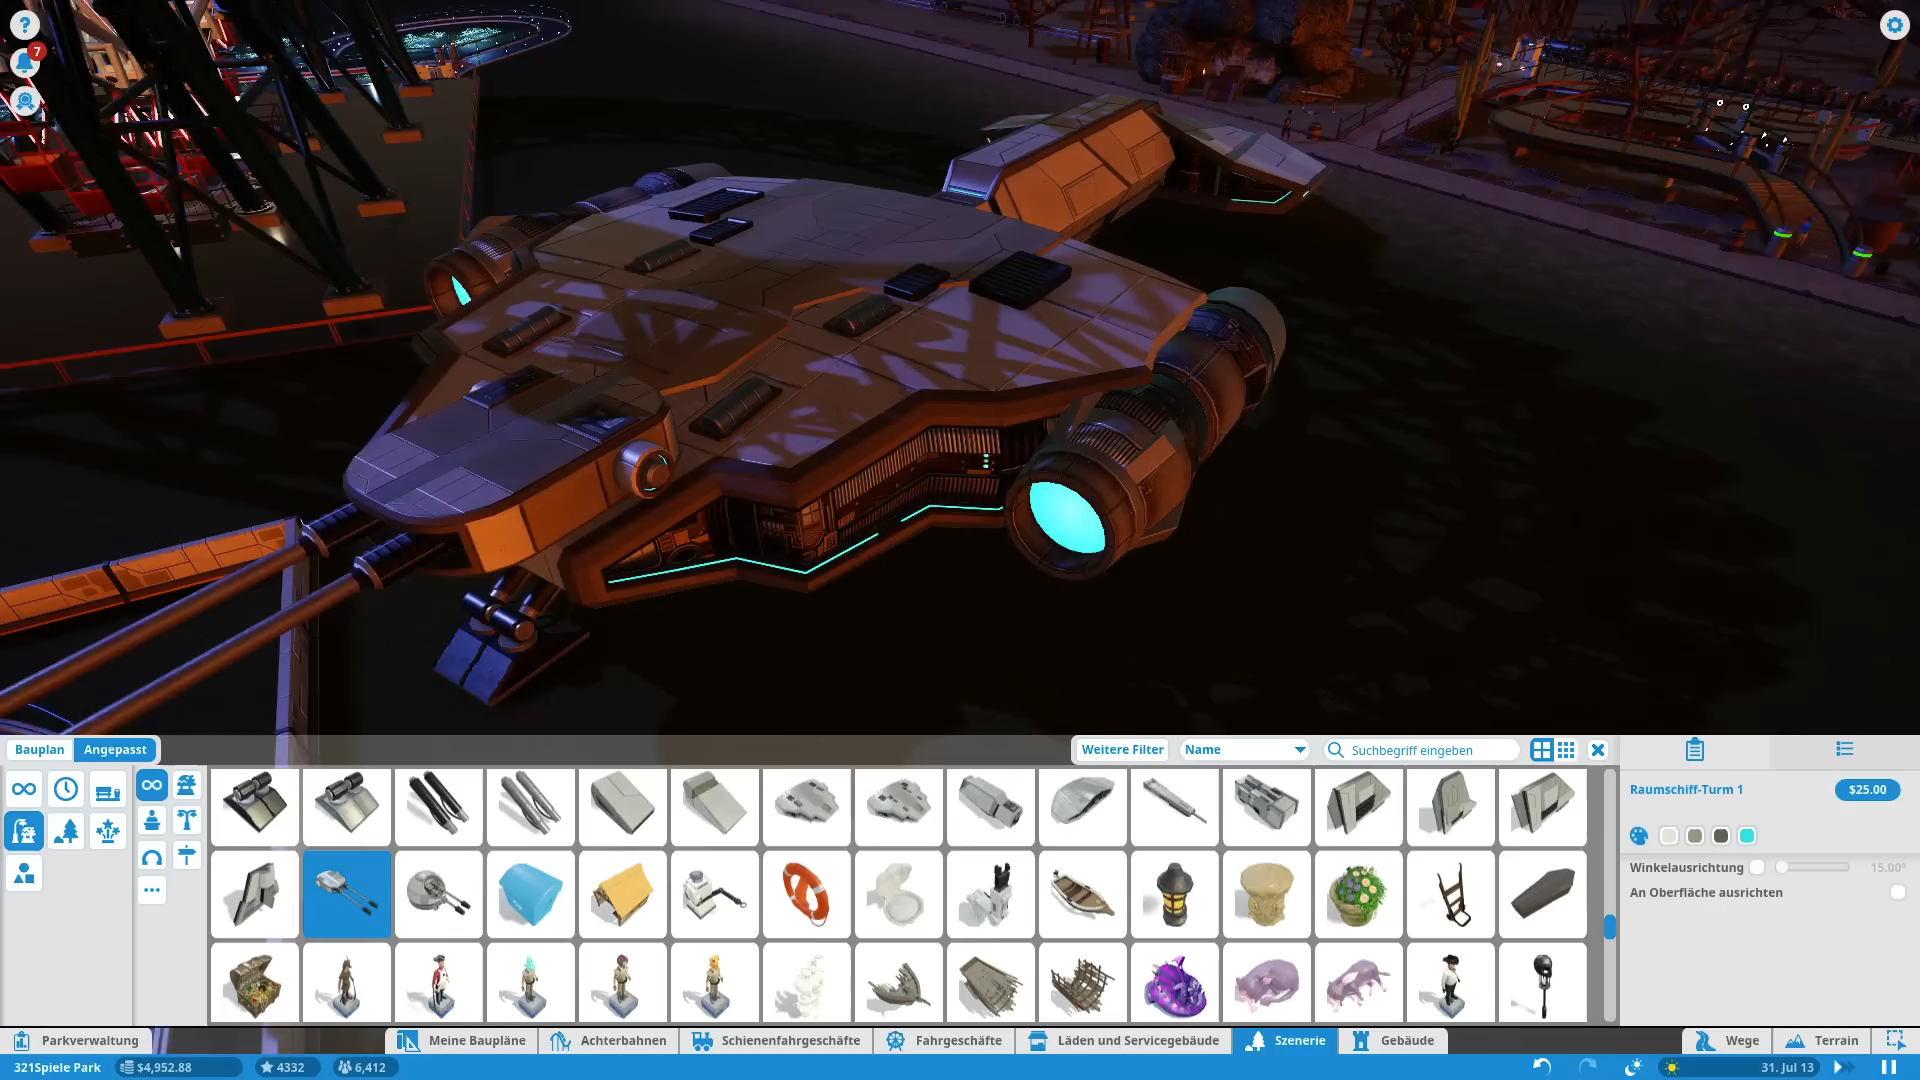 ?
7
Bauplan
Angepasst
Weitere Filter
Name
Suchbegriff eingeben
Raumschiff-Turm 1
$25.00
Winkelausrichtung
15.00°
An Oberfläche ausrichten
Parkverwaltung
Meine Baupläne
Achterbahnen
Schienenfahrgeschäfte
Fahrgeschäfte
Läden und Servicegebäude
Szenerie
Gebäude
Wege
Terrain
321Spiele Park
$4,952.88
4332
6,412
31. Jul 13